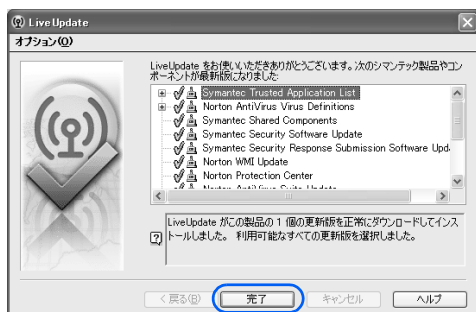 LiveUpdate
オプション(O)
LiveUpdate をお使いいただきありがとうございます。次のシマンテック製品やコン
ポーネントが最新版になりました:
Symantec Trusted Application List
Norton AntiVirus Virus Definitions
Symantec Shared Components
Symantec Security Software Update
Symantec Security Response Submission Software Upd
Norton WMI Update
Norton Protection Center
Norton AntiVirus Suite Update
LiveUpdate がこの製品の 1 個の更新版を正常にダウンロードしてインス
トールしました。 利用可能なすべての更新版を選択しました。
< 戻る(B)
完了
キャンセル
ヘルプ